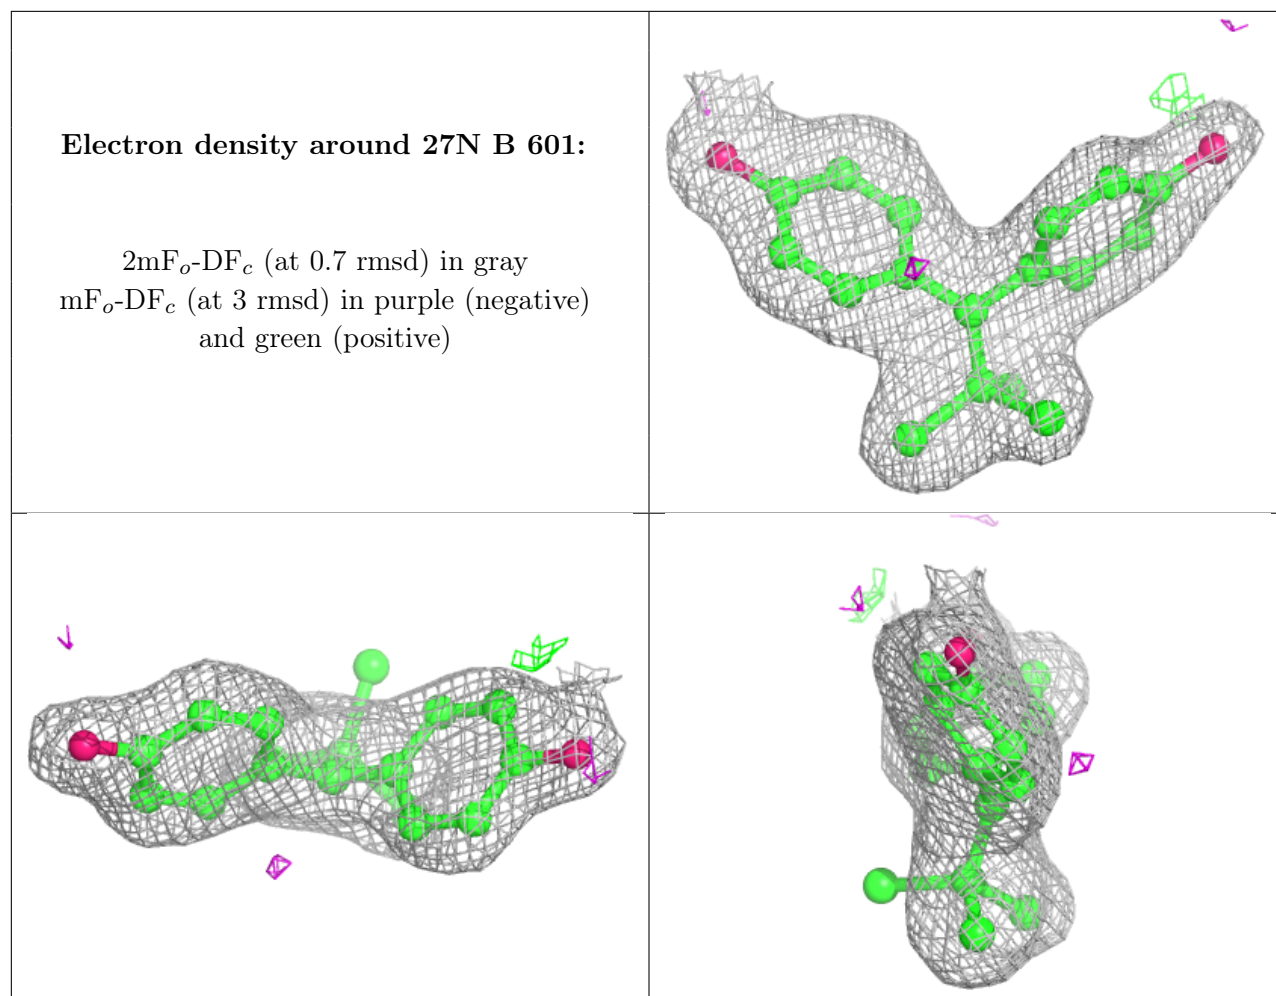 Electron density around 27N B 601:
2mFo-DFc (at 0.7 rmsd) in gray
mFo-DFc (at 3 rmsd) in purple (negative)
and green (positive)